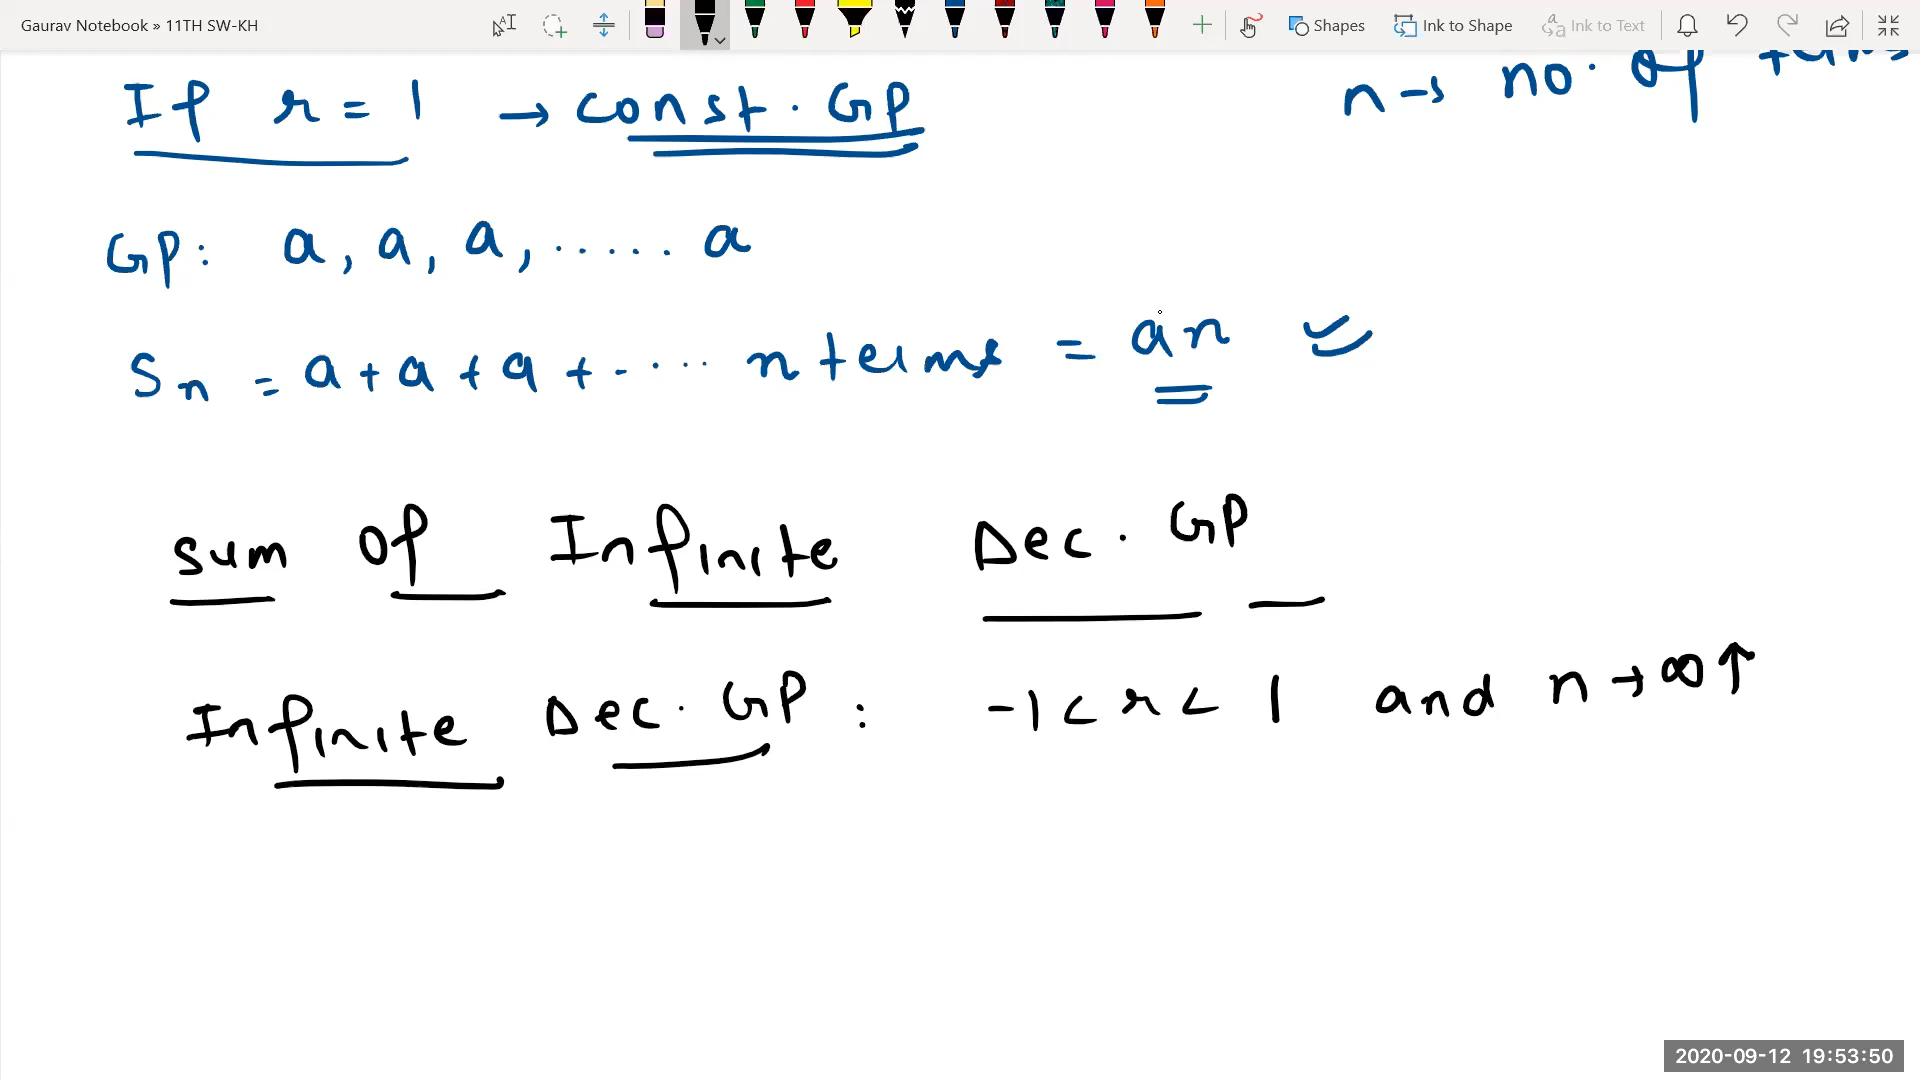 Gaurav Notebook » 11TH SW-KH
Shapes
Ink to Shape
Ink to Text
n → no. of terms
If r = 1 → const. GP
GP: a, a, a, ..... a
Sn = a + a + a + .... n terms = an
Sum of Infinite Dec. GP
Infinite Dec. GP : -1 < r < 1 and n → ∞ ↑
2020-09-12 19:53:50